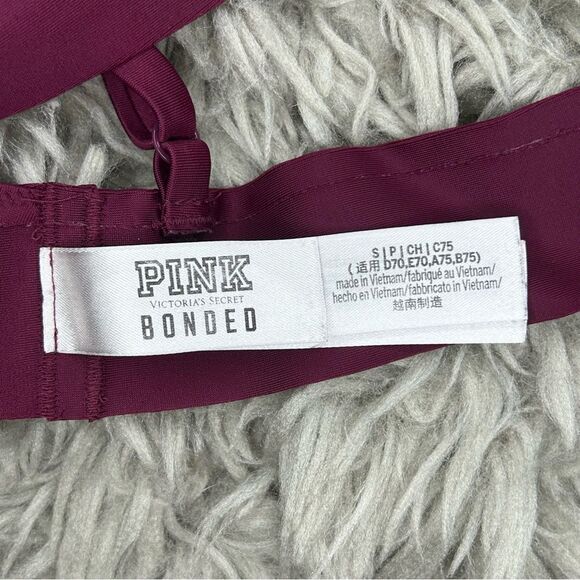 PINK
VICTORIA'S SECRET
BONDED
S | P | CH | C75
(适用 D70,E70,A75,B75)
made in Vietnam/fabriqué au Vietnam/
hecho en Vietnam/fabbricato in Vietnam/
越南制造